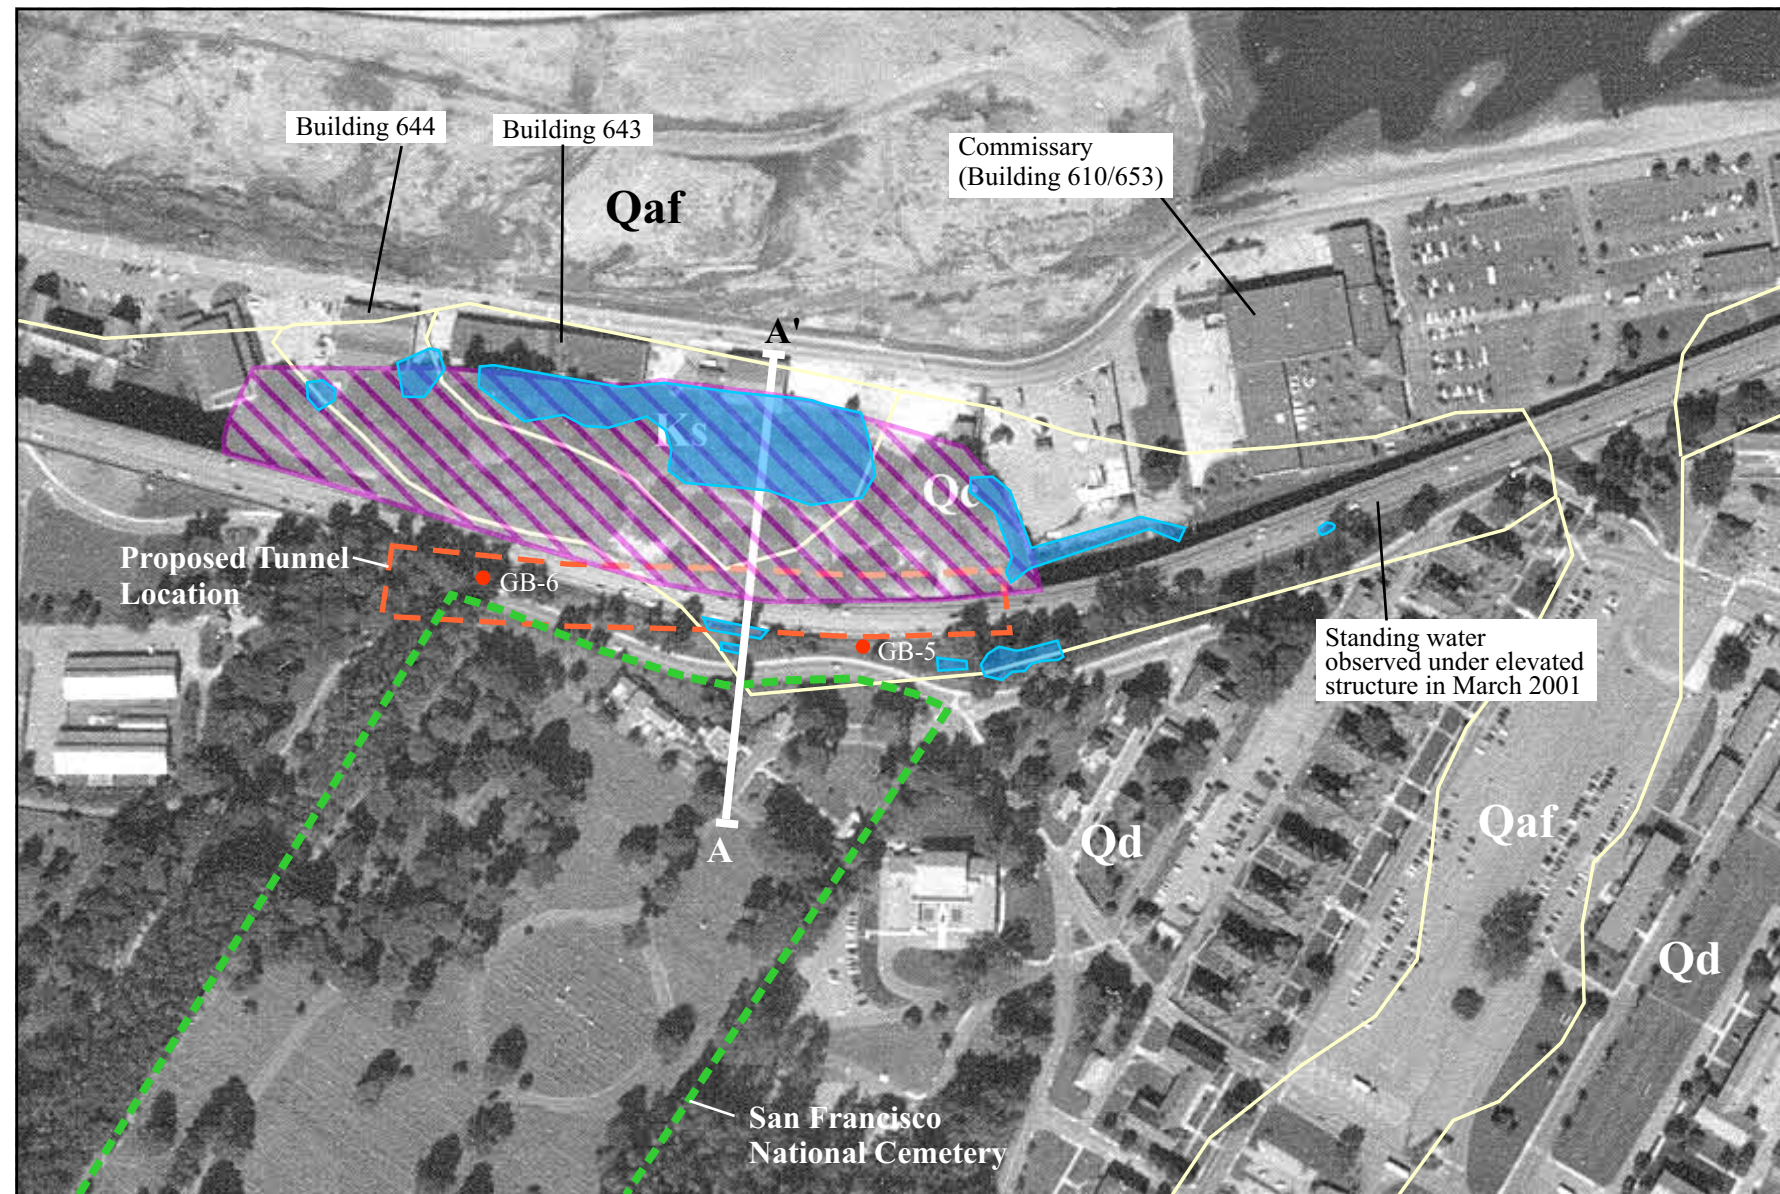 Building 644
Building 643
Commissary
(Building 610/653)
Qaf
A'
Ks
Qc
Proposed Tunnel
Location
GB-6
GB-5
Standing water
observed under elevated
structure in March 2001
A
Qd
Qaf
Qd
San Francisco
National Cemetery